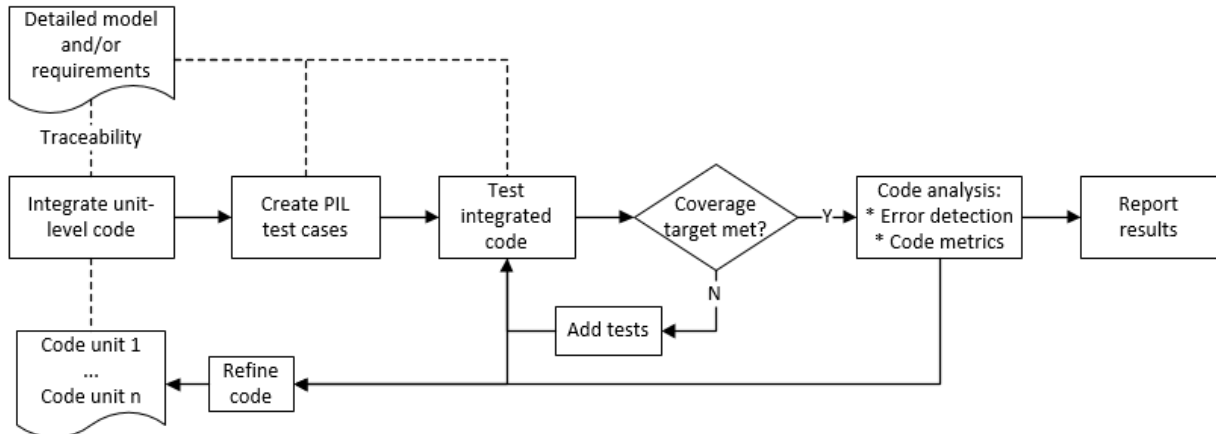 Detailed model
and/or
requirements
Traceability
Integrate unit-
level code
Create PIL
test cases
Test
integrated
code
Coverage
target met?
Y
Code analysis:
* Error detection
* Code metrics
Report
results
N
Add tests
Refine
code
Code unit 1
...
Code unit n